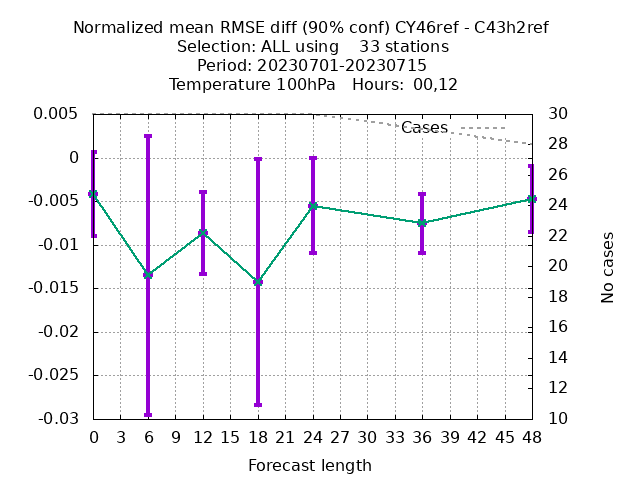 Normalized mean RMSE diff (90% conf) CY46ref - C43h2ref
Selection: ALL using    33 stations
Period: 20230701-20230715
Temperature 100hPa   Hours:  00,12
0.005
0
-0.005
-0.01
-0.015
-0.02
-0.025
-0.03
Cases
30
28
26
24
22
20
18
16
14
12
10
No cases
0 3 6 9 12 15 18 21 24 27 30 33 36 39 42 45 48
Forecast length